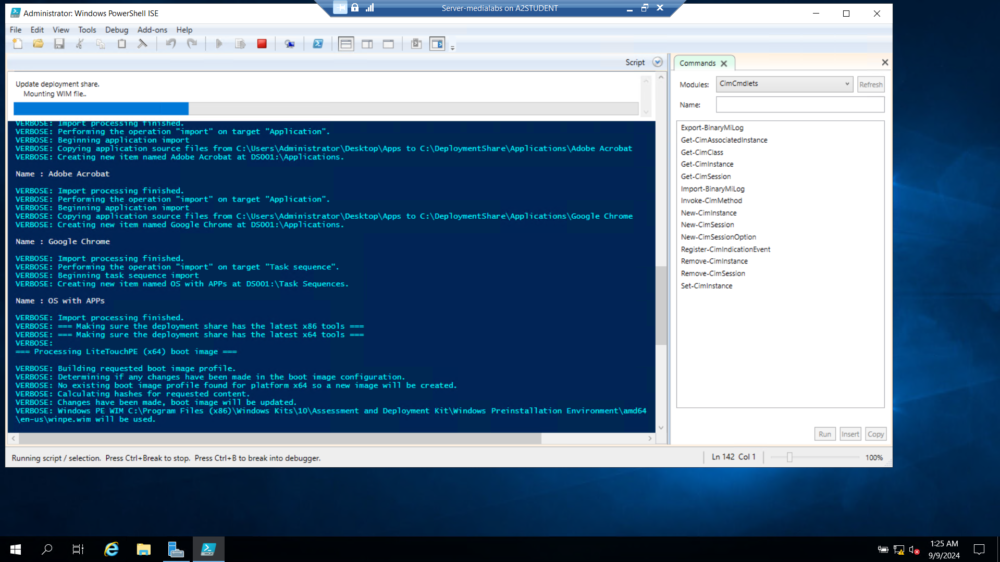 Server-medialabs on A2STUDENT
Administrator: Windows PowerShell ISE
File Edit View Tools Debug Add-ons Help
Script
Update deployment share.
Mounting WIM file..
VERBOSE: Import processing finished.
VERBOSE: Performing the operation "import" on target "Application".
VERBOSE: Beginning application import
VERBOSE: Copying application source files from C:\Users\Administrator\Desktop\Apps to C:\DeploymentShare\Applications\Adobe Acrobat
VERBOSE: Creating new item named Adobe Acrobat at DS001:\Applications.
Name : Adobe Acrobat
VERBOSE: Import processing finished.
VERBOSE: Performing the operation "import" on target "Application".
VERBOSE: Beginning application import
VERBOSE: Copying application source files from C:\Users\Administrator\Desktop\Apps to C:\DeploymentShare\Applications\Google Chrome
VERBOSE: Creating new item named Google Chrome at DS001:\Applications.
Name : Google Chrome
VERBOSE: Import processing finished.
VERBOSE: Performing the operation "import" on target "Task sequence".
VERBOSE: Beginning task sequence import
VERBOSE: Creating new item named OS with APPs at DS001:\Task Sequences.
Name : OS with APPs
VERBOSE: Import processing finished.
VERBOSE: === Making sure the deployment share has the latest x86 tools ===
VERBOSE: === Making sure the deployment share has the latest x64 tools ===
VERBOSE:
=== Processing LiteTouchPE (x64) boot image ===
VERBOSE: Building requested boot image profile.
VERBOSE: Determining if any changes have been made in the boot image configuration.
VERBOSE: No existing boot image profile found for platform x64 so a new image will be created.
VERBOSE: Calculating hashes for requested content.
VERBOSE: Changes have been made, boot image will be updated.
VERBOSE: Windows PE WIM C:\Program Files (x86)\Windows Kits\10\Assessment and Deployment Kit\Windows Preinstallation Environment\amd64
\en-us\winpe.wim will be used.
Commands
Modules: CimCmdlets Refresh
Name:
Export-BinaryMiLog
Get-CimAssociatedInstance
Get-CimClass
Get-CimInstance
Get-CimSession
Import-BinaryMiLog
Invoke-CimMethod
New-CimInstance
New-CimSession
New-CimSessionOption
Register-CimIndicationEvent
Remove-CimInstance
Remove-CimSession
Set-CimInstance
Run Insert Copy
Running script / selection. Press Ctrl+Break to stop. Press Ctrl+B to break into debugger.
Ln 142 Col 1
100%
1:25 AM
9/9/2024